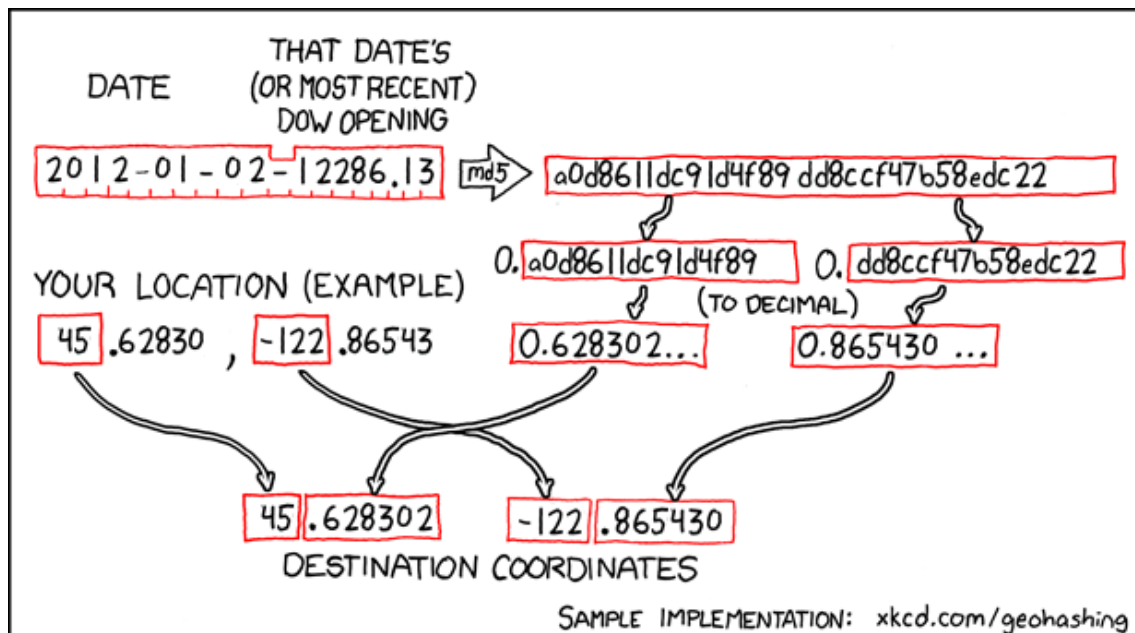 DATE
THAT DATE'S
(OR MOST RECENT)
DOW OPENING
2012-01-02-12286.13
md5
a0d8611dc91d4f89 dd8ccf47b58edc22
0.a0d8611dc91d4f89
0.dd8ccf47b58edc22
YOUR LOCATION (EXAMPLE)
(TO DECIMAL)
45.62830, -122.86543
0.628302...
0.865430 ...
45.628302
-122.865430
DESTINATION COORDINATES
SAMPLE IMPLEMENTATION: xkcd.com/geohashing